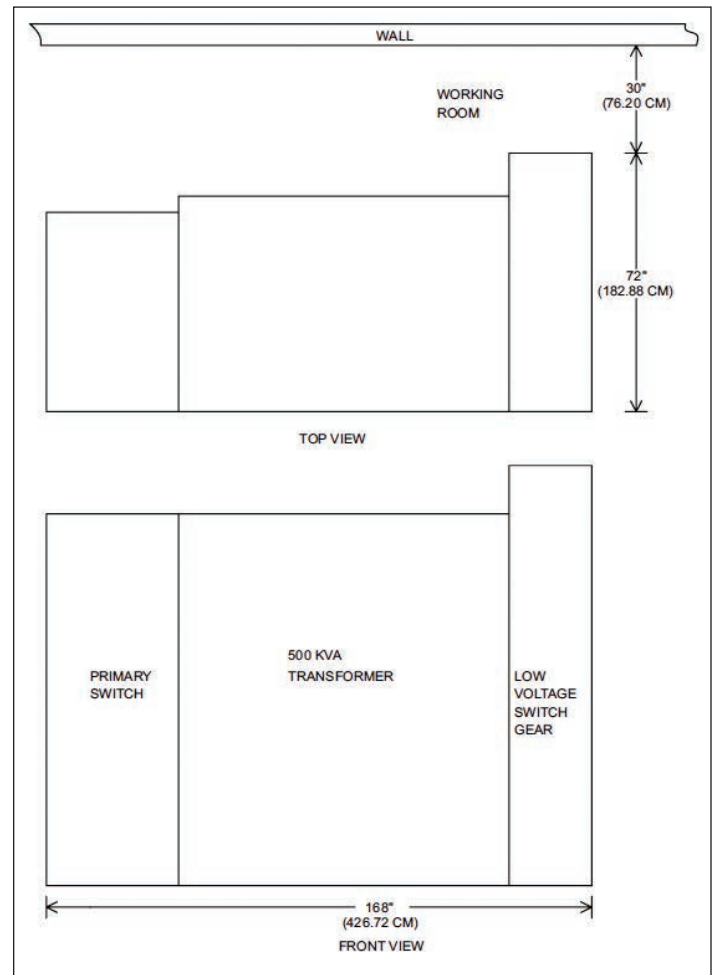 WALL
WORKING
ROOM
30"
(76.20 CM)
72"
(182.88 CM)
TOP VIEW
PRIMARY
SWITCH
500 KVA
TRANSFORMER
LOW
VOLTAGE
SWITCH
GEAR
168"
(426.72 CM)
FRONT VIEW